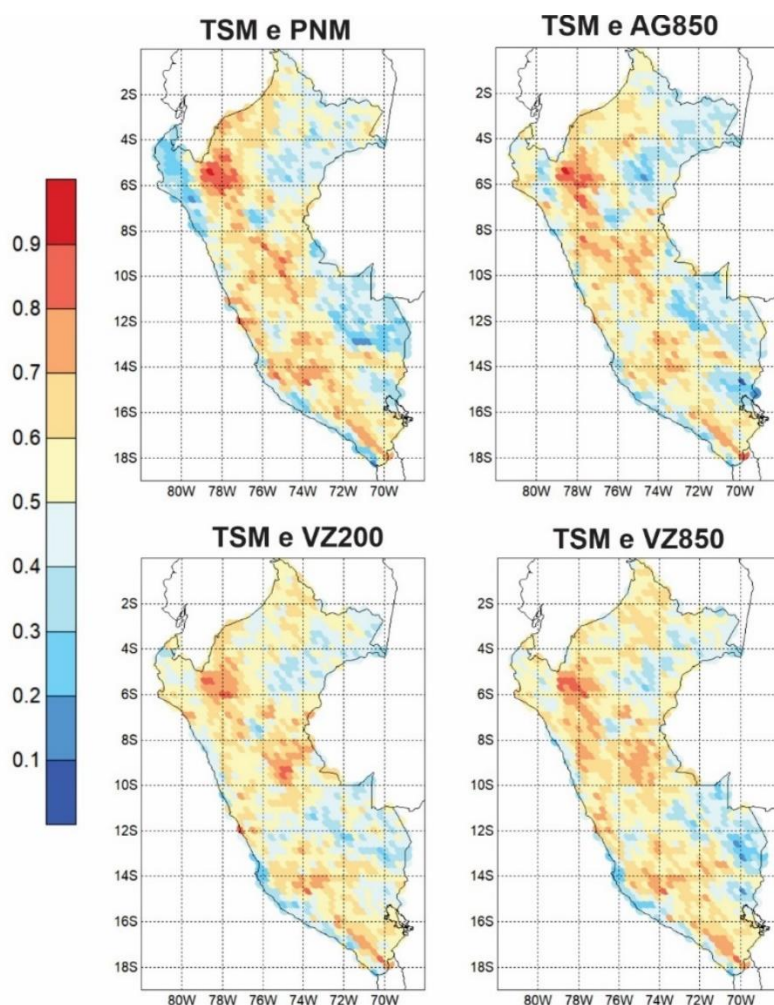 TSM e PNM
TSM e AG850
2S
4S
6S
8S
10S
12S
14S
16S
18S
80W 78W 76W 74W 72W 70W
2S
4S
6S
8S
10S
12S
14S
16S
18S
80W 78W 76W 74W 72W 70W
0.9
0.8
0.7
0.6
0.5
0.4
0.3
0.2
0.1
TSM e VZ200
TSM e VZ850
2S
4S
6S
8S
10S
12S
14S
16S
18S
80W 78W 76W 74W 72W 70W
2S
4S
6S
8S
10S
12S
14S
16S
18S
80W 78W 76W 74W 72W 70W